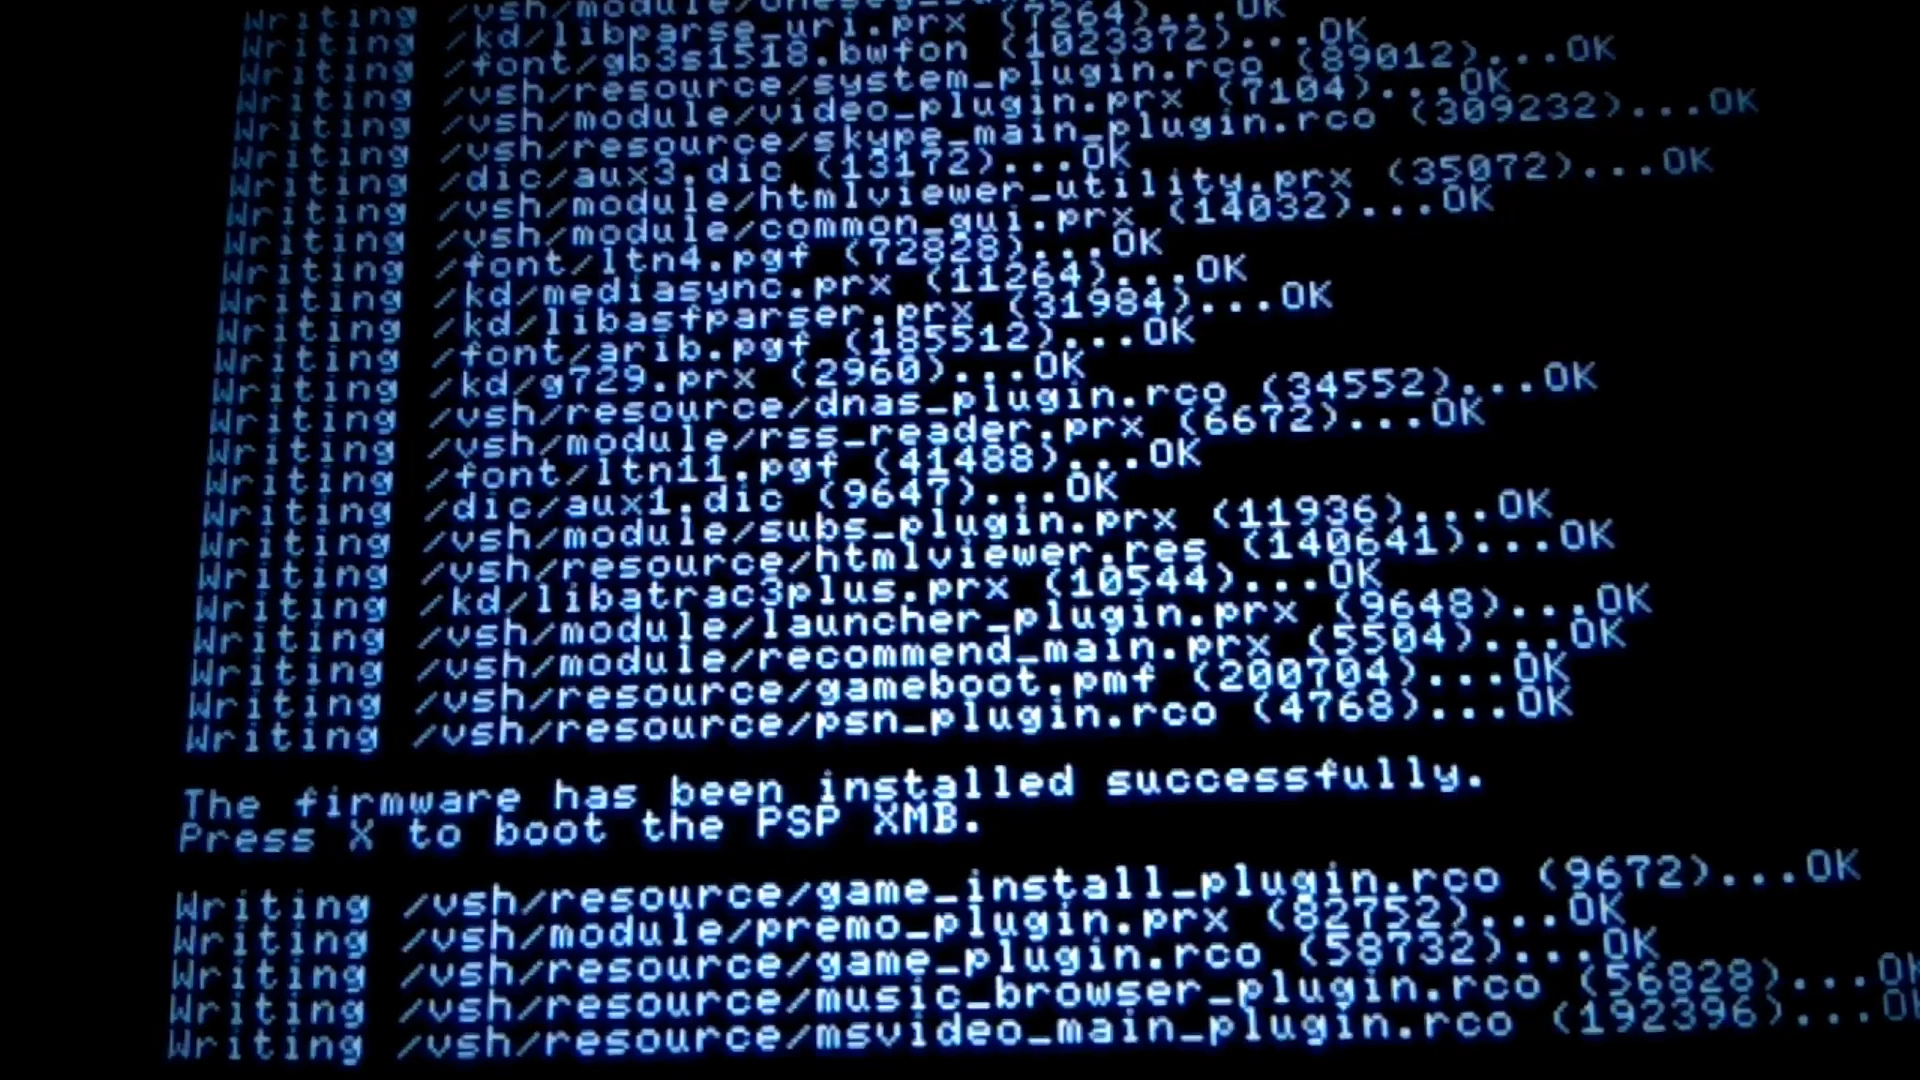 Writing /vsh/module/
Writing /kd/libparse_uri.prx (7264)...OK
Writing /font/gb3s1518.bwfon (1023372)...OK
Writing /vsh/resource/system_plugin.rco (89012)...OK
Writing /vsh/module/video_plugin.prx (7104)...OK
Writing /vsh/resource/skype_main_plugin.rco (309232)...OK
Writing /dic/aux3.dic (13172)...OK
Writing /vsh/module/htmlviewer_utility.prx (35072)...OK
Writing /vsh/module/common_gui.prx (14032)...OK
Writing /font/ltn4.pgf (72828)...OK
Writing /kd/mediasync.prx (11264)...OK
Writing /kd/libasfparser.prx (31984)...OK
Writing /font/arib.pgf (185512)...OK
Writing /kd/g729.prx (2960)...OK
Writing /vsh/resource/dnas_plugin.rco (34552)...OK
Writing /vsh/module/rss_reader.prx (6672)...OK
Writing /font/ltn11.pgf (41488)...OK
Writing /dic/aux1.dic (9647)...OK
Writing /vsh/module/subs_plugin.prx (11936)...OK
Writing /vsh/resource/htmlviewer.res (140641)...OK
Writing /kd/libatrac3plus.prx (10544)...OK
Writing /vsh/module/launcher_plugin.prx (9648)...OK
Writing /vsh/module/recommend_main.prx (5504)...OK
Writing /vsh/resource/gameboot.pmf (200704)...OK
Writing /vsh/resource/psn_plugin.rco (4768)...OK
The firmware has been installed successfully.
Press X to boot the PSP XMB.
Writing /vsh/resource/game_install_plugin.rco (9672)...OK
Writing /vsh/module/premo_plugin.prx (82752)...OK
Writing /vsh/resource/game_plugin.rco (58732)...OK
Writing /vsh/resource/music_browser_plugin.rco (56828)...OK
Writing /vsh/resource/msvideo_main_plugin.rco (192396)...OK